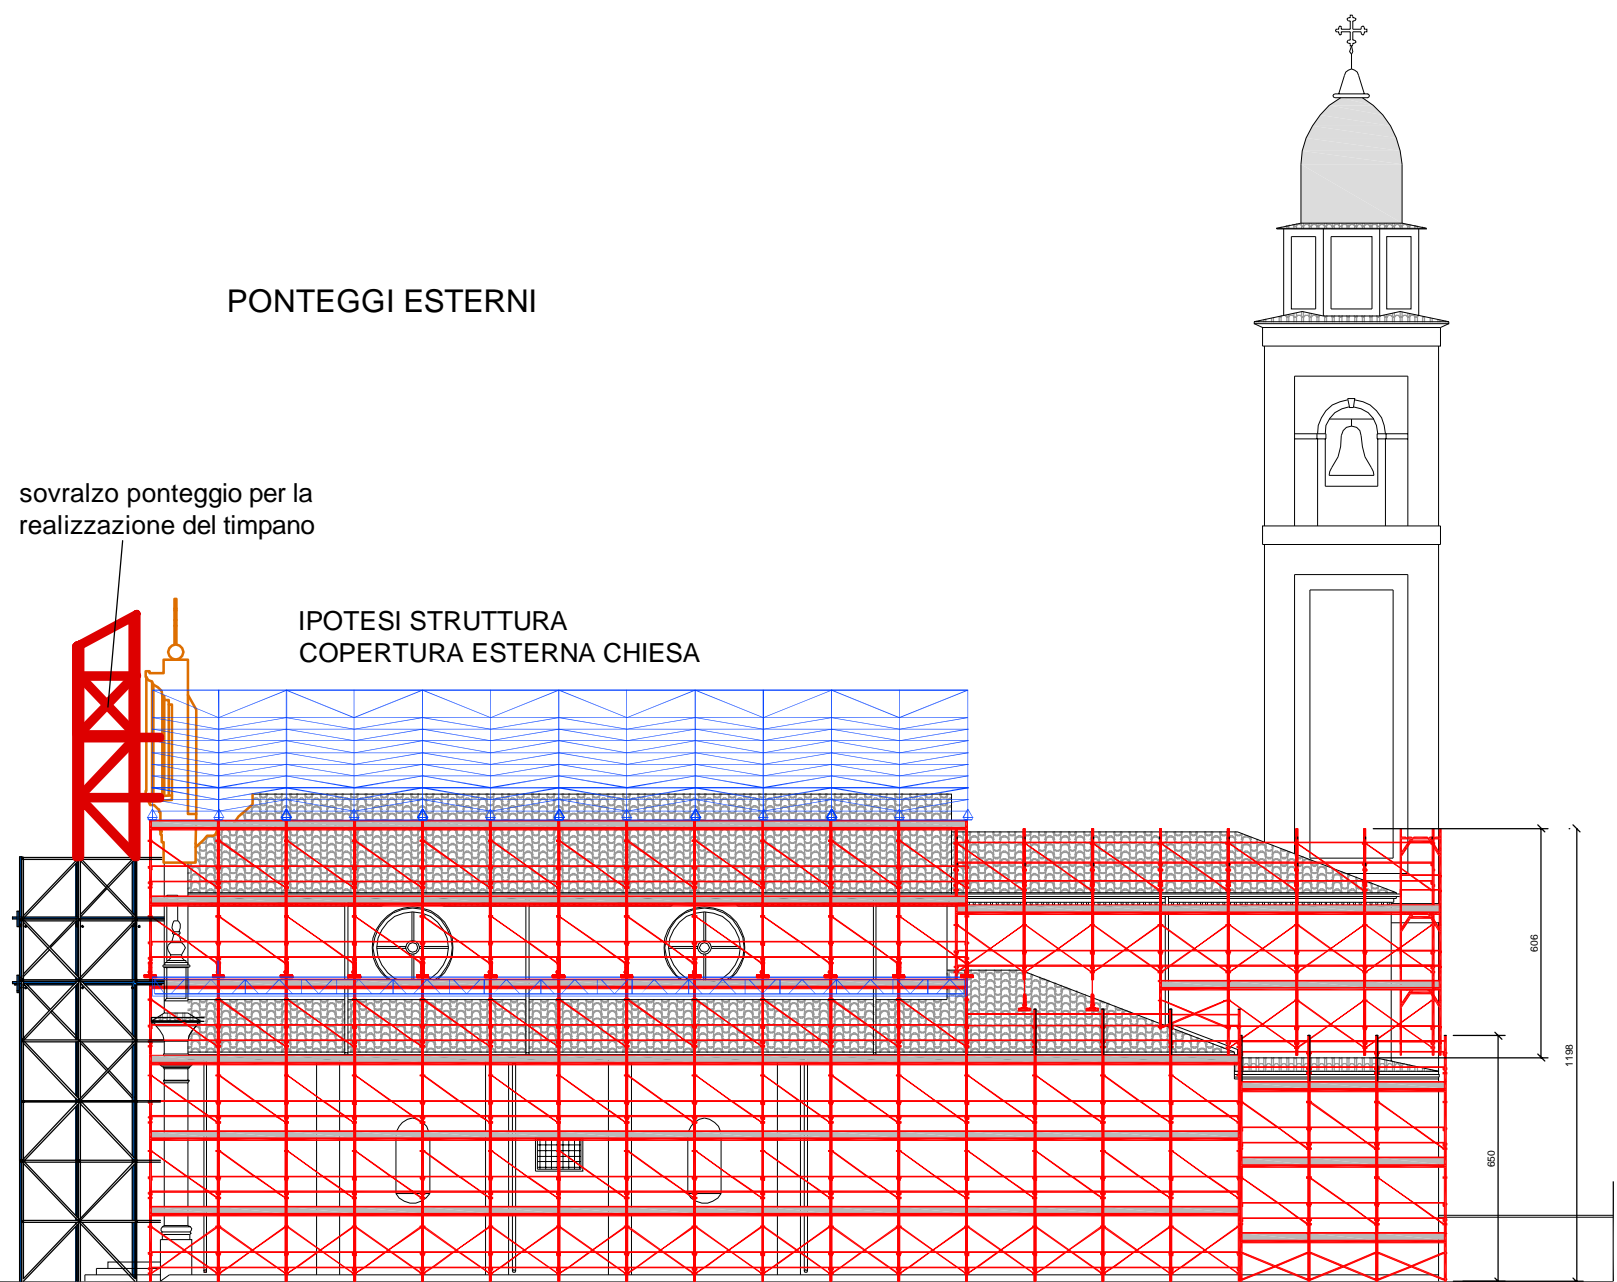 PONTEGGI ESTERNI
sovralzo ponteggio per la
realizzazione del timpano
IPOTESI STRUTTURA
COPERTURA ESTERNA CHIESA
606
1198
650